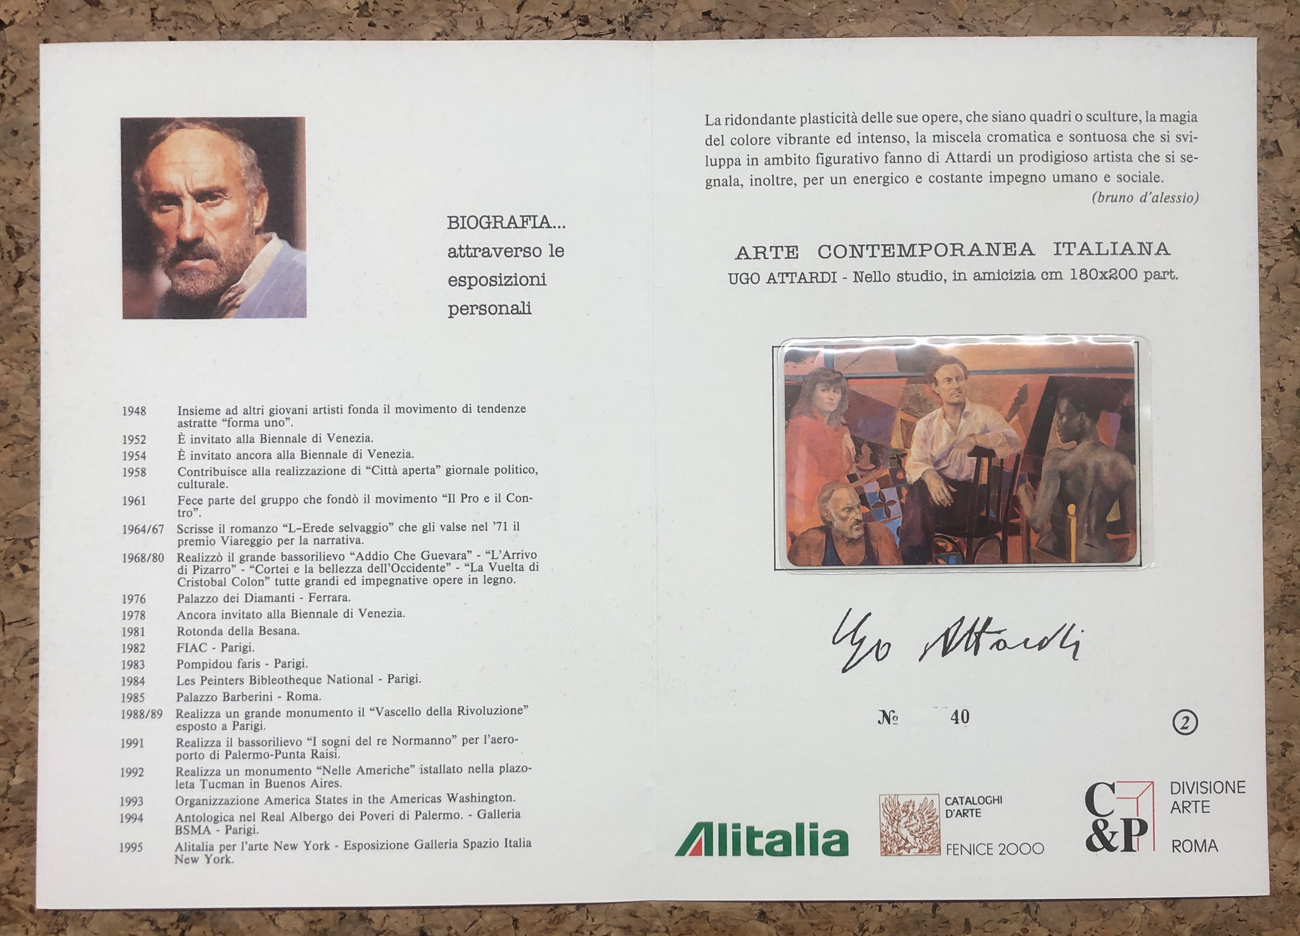 BIOGRAFIA...
attraverso le
esposizioni
personali
1948 Insieme ad altri giovani artisti fonda il movimento di tendenze
astratte “forma uno”.
1952 È invitato alla Biennale di Venezia.
1954 È invitato ancora alla Biennale di Venezia.
1958 Contribuisce alla realizzazione di “Città aperta” giornale politico,
culturale.
1961 Fece parte del gruppo che fondò il movimento “Il Pro e il Con-
tro”.
1964/67 Scrisse il romanzo “L–Erede selvaggio” che gli valse nel ’71 il
premio Viareggio per la narrativa.
1968/80 Realizzò il grande bassorilievo “Addio Che Guevara” - “L’Arrivo
di Pizarro” - “Cortei e la bellezza dell’Occidente” - “La Vuelta di
Cristobal Colon” tutte grandi ed impegnative opere in legno.
1976 Palazzo dei Diamanti - Ferrara.
1978 Ancora invitato alla Biennale di Venezia.
1981 Rotonda della Besana.
1982 FIAC - Parigi.
1983 Pompidou faris - Parigi.
1984 Les Peinters Bibleotheque National - Parigi.
1985 Palazzo Barberini - Roma.
1988/89 Realizza un grande monumento il “Vascello della Rivoluzione”
esposto a Parigi.
1991 Realizza il bassorilievo “I sogni del re Normanno” per l’aero-
porto di Palermo-Punta Raisi.
1992 Realizza un monumento “Nelle Americhe” istallato nella plazo-
leta Tucman in Buenos Aires.
1993 Organizzazione America States in the Americas Washington.
1994 Antologica nel Real Albergo dei Poveri di Palermo. - Galleria
BSMA - Parigi.
1995 Alitalia per l’arte New York - Esposizione Galleria Spazio Italia
New York.
La ridondante plasticità delle sue opere, che siano quadri o sculture, la magia
del colore vibrante ed intenso, la miscela cromatica e sontuosa che si svi-
luppa in ambito figurativo fanno di Attardi un prodigioso artista che si se-
gnala, inoltre, per un energico e costante impegno umano e sociale.
(bruno d’alessio)
ARTE CONTEMPORANEA ITALIANA
UGO ATTARDI - Nello studio, in amicizia cm 180x200 part.
Ugo Attardi
№ 40
2
Alitalia
CATALOGHI
D’ARTE
FENICE 2000
C
&P
DIVISIONE
ARTE
ROMA